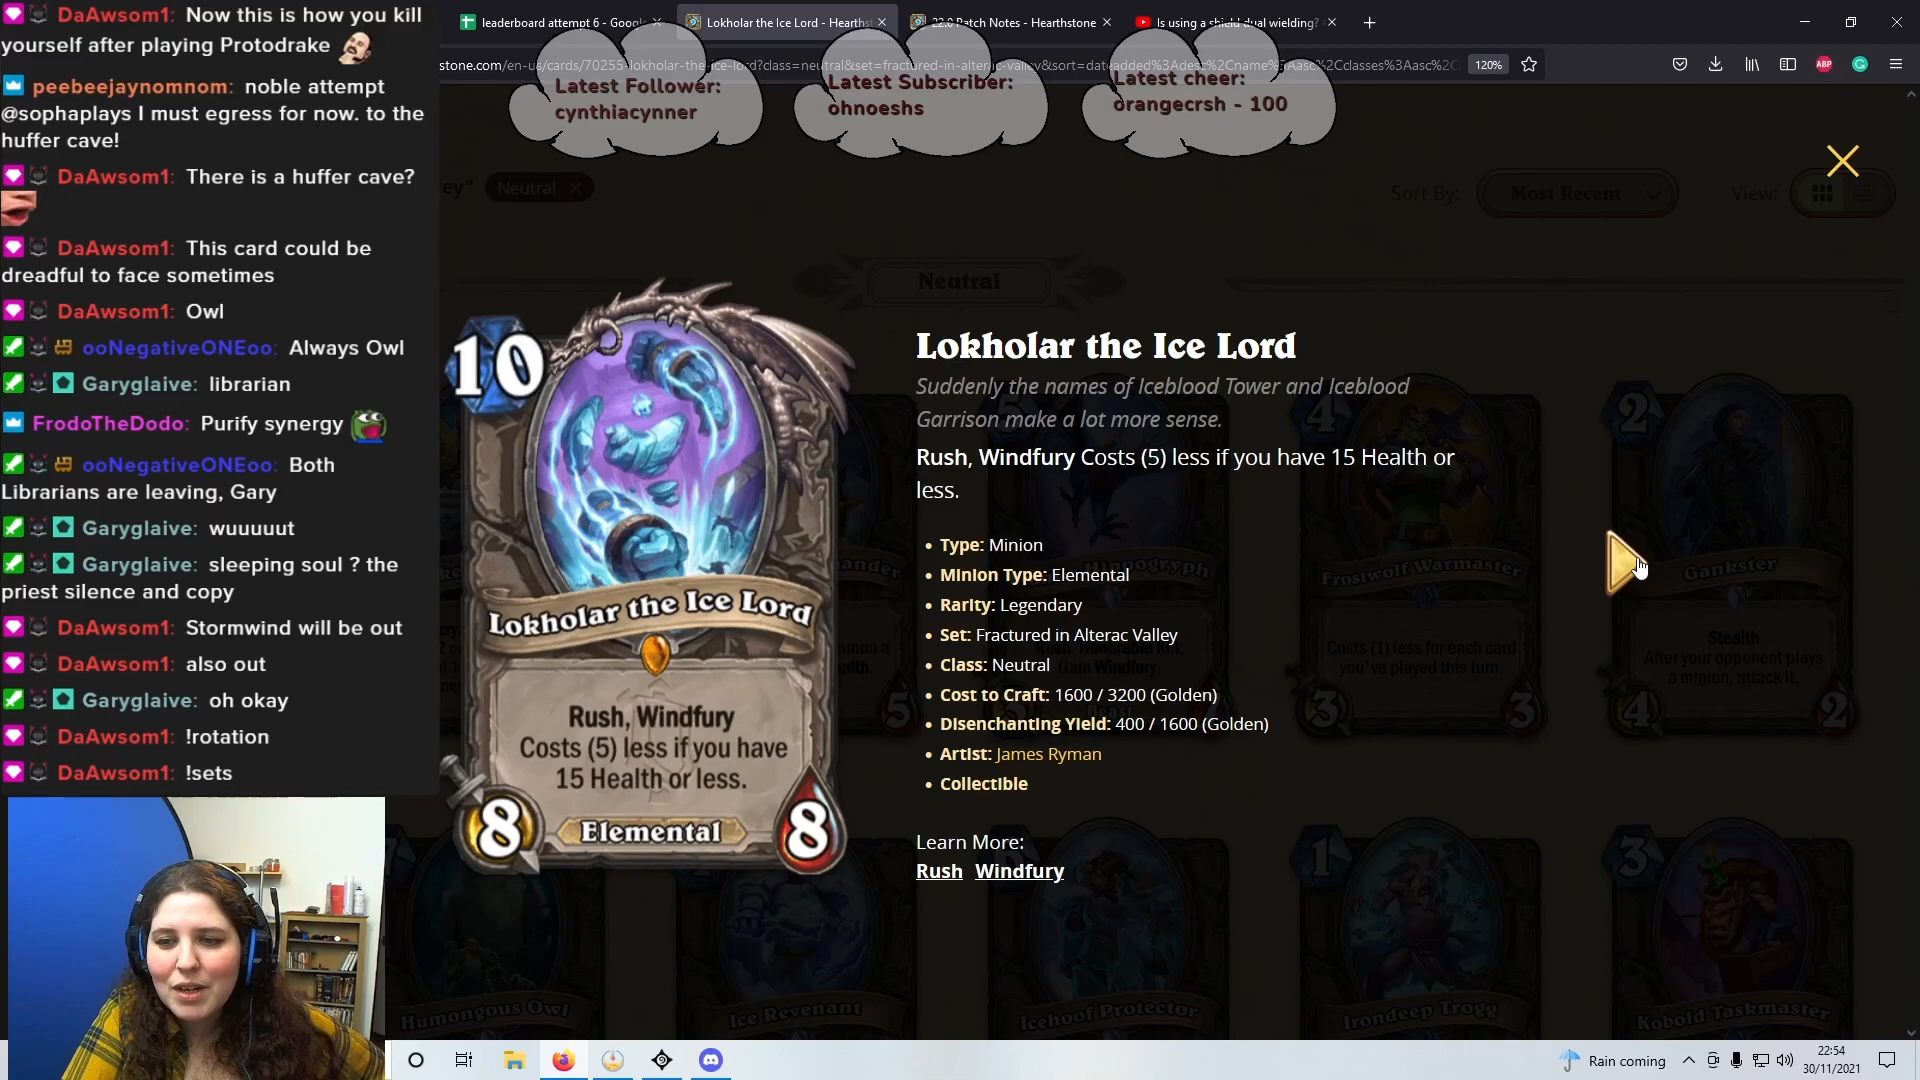 DaAwsom1: Now this is how you kill
yourself after playing Protodrake
peebeejaynomnom: noble attempt
@sophaplays I must egress for now. to the
huffer cave!
DaAwsom1: There is a huffer cave?
DaAwsom1: This card could be
dreadful to face sometimes
DaAwsom1: Owl
ooNegativeONEoo: Always Owl
Garyglaive: librarian
FrodoTheDodo: Purify synergy
ooNegativeONEoo: Both
Librarians are leaving, Gary
Garyglaive: wuuuuut
Garyglaive: sleeping soul ? the
priest silence and copy
DaAwsom1: Stormwind will be out
DaAwsom1: also out
Garyglaive: oh okay
DaAwsom1: !rotation
DaAwsom1: !sets
leaderboard attempt 6 - Googl
Lokholar the Ice Lord - Hearthst
22.0 Patch Notes - Hearthstone
Is using a shield dual wielding?
120%
ABP
Latest Follower:
cynthiacynner
Latest Subscriber:
ohnoeshs
Latest cheer:
orangecrsh - 100
Neutral
Sort By:
Most Recent
View:
Neutral
10
Lokholar the Ice Lord
Rush, Windfury
Costs (5) less if you have
15 Health or less.
8
Elemental
8
Lokholar the Ice Lord
Suddenly the names of Iceblood Tower and Iceblood
Garrison make a lot more sense.
Rush, Windfury Costs (5) less if you have 15 Health or
less.
Type: Minion
Minion Type: Elemental
Rarity: Legendary
Set: Fractured in Alterac Valley
Class: Neutral
Cost to Craft: 1600 / 3200 (Golden)
Disenchanting Yield: 400 / 1600 (Golden)
Artist: James Ryman
Collectible
Learn More:
Rush Windfury
4
Frostwolf Warmaster
Costs (1) less for each card
you've played this turn.
3
3
2
Gankster
Stealth
After your opponent plays
a minion, attack it.
4
2
Humongous Owl
Ice Revenant
Icehoof Protector
1
Irondeep Trogg
3
Kobold Taskmaster
Rain coming
22:54
30/11/2021